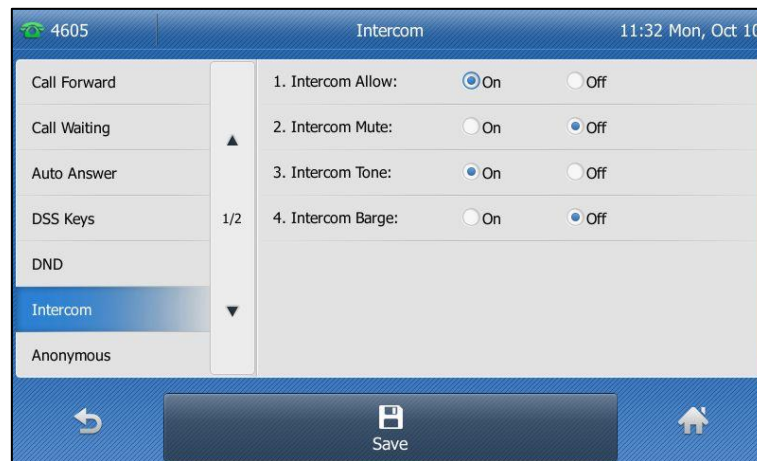 4605 Intercom 11:32 Mon, Oct 10
Call Forward 1. Intercom Allow: On Off
Call Waiting 2. Intercom Mute: On Off
Auto Answer 3. Intercom Tone: On Off
DSS Keys 1/2 4. Intercom Barge: On Off
DND
Intercom
Anonymous
Save